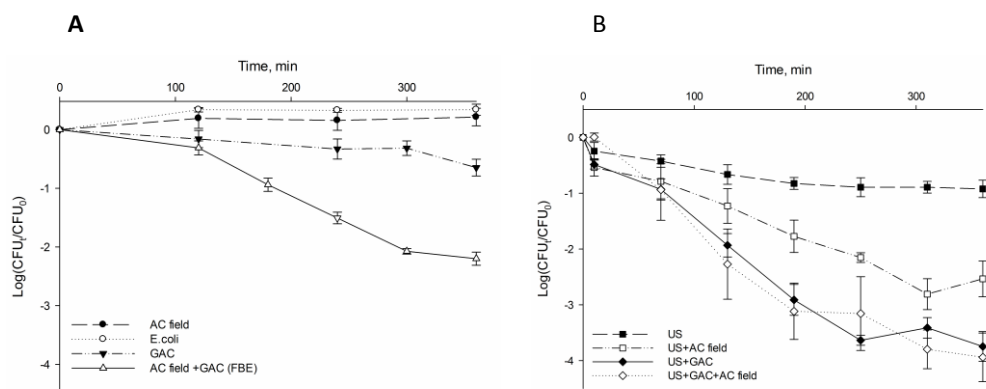 A
Time, min
0 100 200 300
0
-1
-2
-3
-4
Log(CFUt/CFU0)
AC field
E.coli
GAC
AC field +GAC (FBE)
B
Time, min
0 100 200 300
0
-1
-2
-3
-4
Log(CFUt/CFU0)
US
US+AC field
US+GAC
US+GAC+AC field